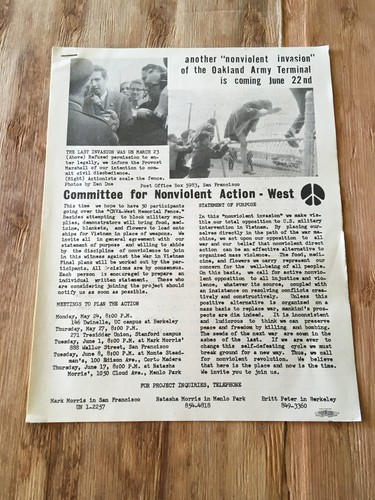 another "nonviolent invasion"
of the Oakland Army Terminal
is coming June 22nd
THE LAST INVASION WAS ON MARCH 23
(Above) Refused permission to en-
ter legally, we inform the Provost
Marshall of our intention to com-
mit civil disobedience.
(Right) Actionists scale the fence.
Photos by Dan Due
Post Office Box 5983, San Francisco
Committee for Nonviolent Action - West
This time we hope to have 30 participants
going over the "CNVA-West Memorial Fence."
Besides attempting to block military sup-
plies, demonstrators will bring food, med-
icine, blankets, and flowers to load onto
ships for Vietnam in place of weapons. We
invite all in general agreement with our
statement of purpose and willing to abide
by the discipline of nonviolence to join
in this witness against the War in Vietnam
Final plans will be worked out by the par-
ticipants. All decisions are by consensus.
Each person is urged to prepare an
individual written statement. Those who
are considering joining the project should
notify us as soon as possible.
MEETINGS TO PLAN THE ACTION
Monday, May 24, 8:00 P.M.
146 Dwinelle, UC campus at Berkeley
Thursday, May 27, 8:00 P.M.
271 Tresidder Union, Stanford campus
Tuesday, June 1, 8:00 P.M. at Mark Morris'
888 Waller Street, San Francisco
Tuesday, June 8, 8:00 P.M. at Monte Stead-
man's, 100 Edison Ave., Corte Madera
Thursday, June 17, 8:00 P.M. at Natasha
Morris', 1050 Cloud Ave., Menlo Park
STATEMENT OF PURPOSE
In this "nonviolent invasion" we make vis-
ible our total opposition to U.S. military
intervention in Vietnam. By placing our-
selves directly in the path of the war ma-
chine, we act upon our opposition to all
war and our belief that nonviolent direct
action can be an effective alternative to
organized mass violence. The food, medi-
cine, and flowers we carry represent our
concern for the well-being of all people.
On this basis, we call for active nonvio-
lent opposition to all injustice and vio-
lence, whatever its source, coupled with
an insistence on resolving conflicts crea-
tively and constructively. Unless this
positive alternative is organized on a
mass basis to replace war, mankind's pros-
pects are dim indeed. It is inconsistent
and ludicrous to think we can preserve
peace and freedom by killing and bombing.
The seeds of the next war are sown in the
ashes of the last. If we are ever to
change this self-defeating cycle we must
break ground for a new way. Thus, we call
for nonviolent revolution. We believe
that here is the place and now is the time.
We invite you to join us.
FOR PROJECT INQUIRIES, TELEPHONE
Mark Morris in San Francisco
UN 1-2257
Natasha Morris in Menlo Park
854-4818
Britt Peter in Berkeley
849-3360